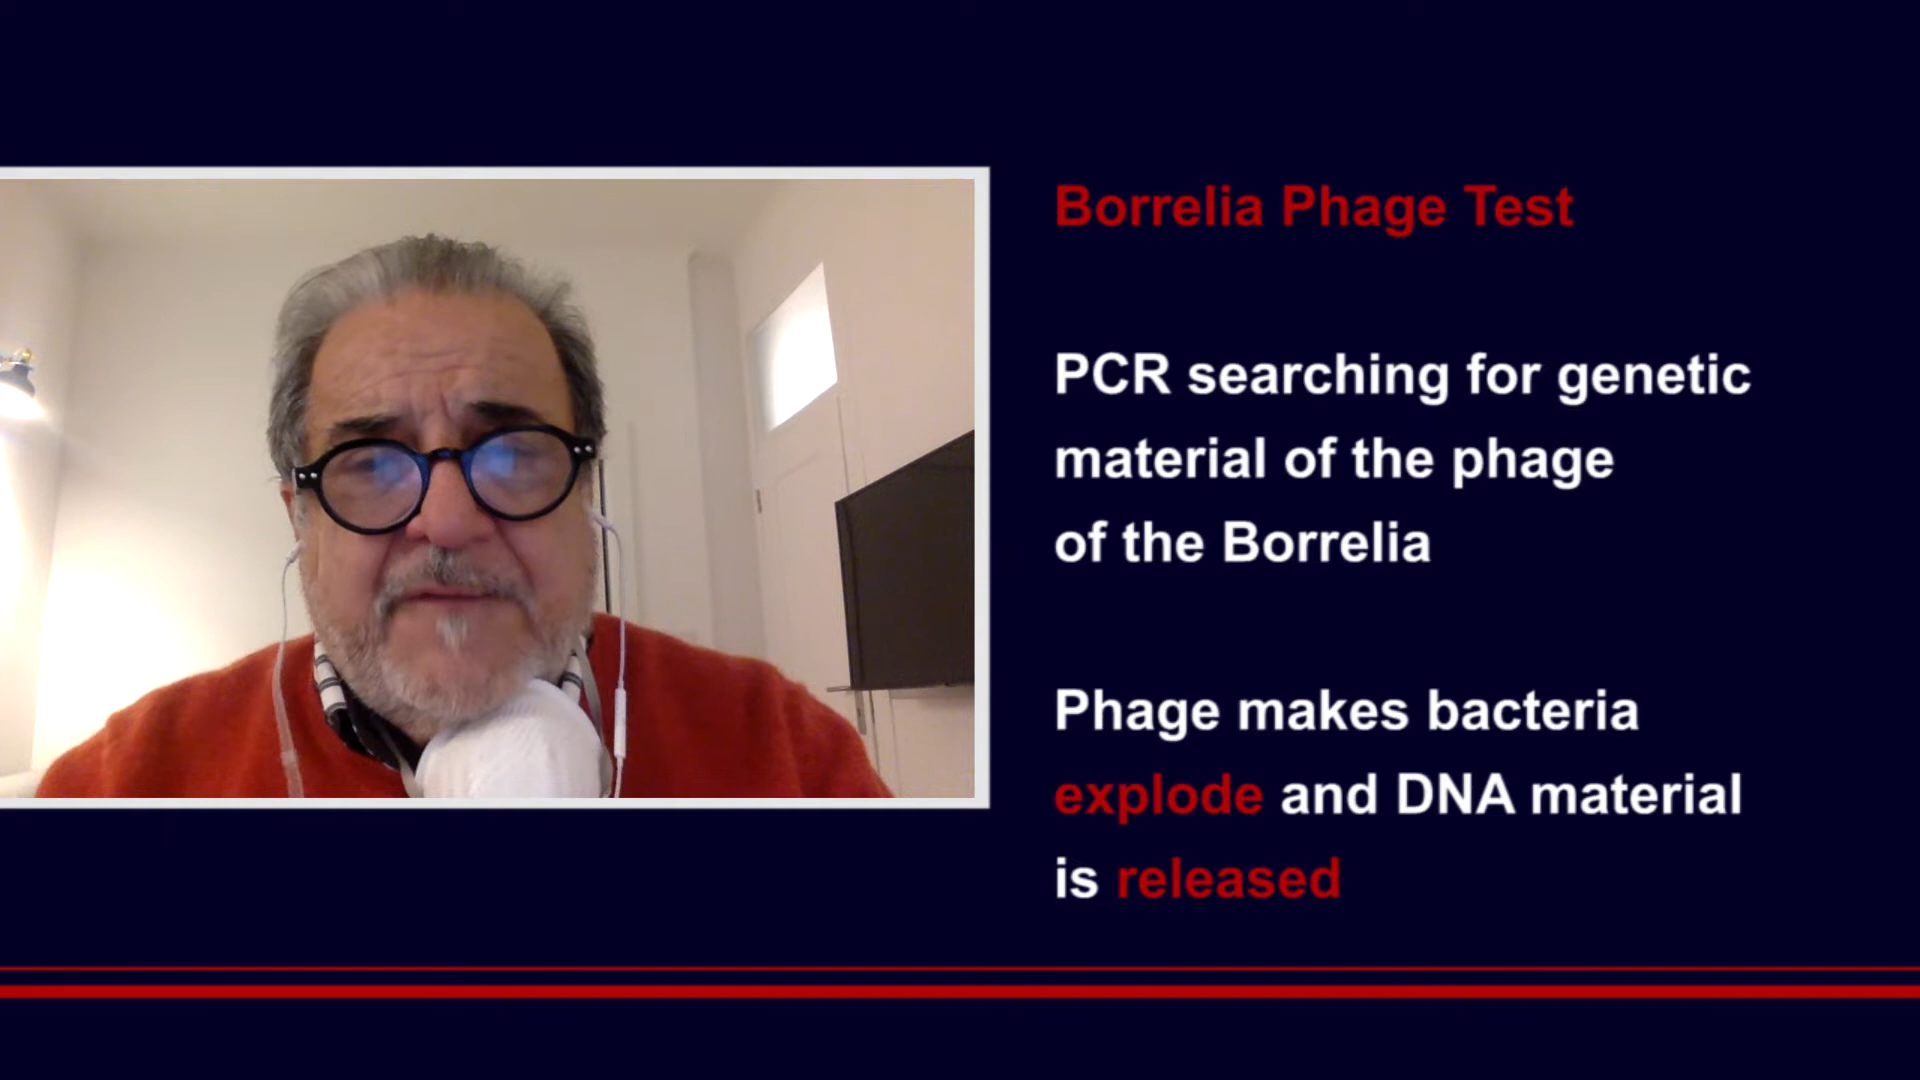 Borrelia Phage Test
PCR searching for genetic
material of the phage
of the Borrelia
Phage makes bacteria
explode and DNA material
is released